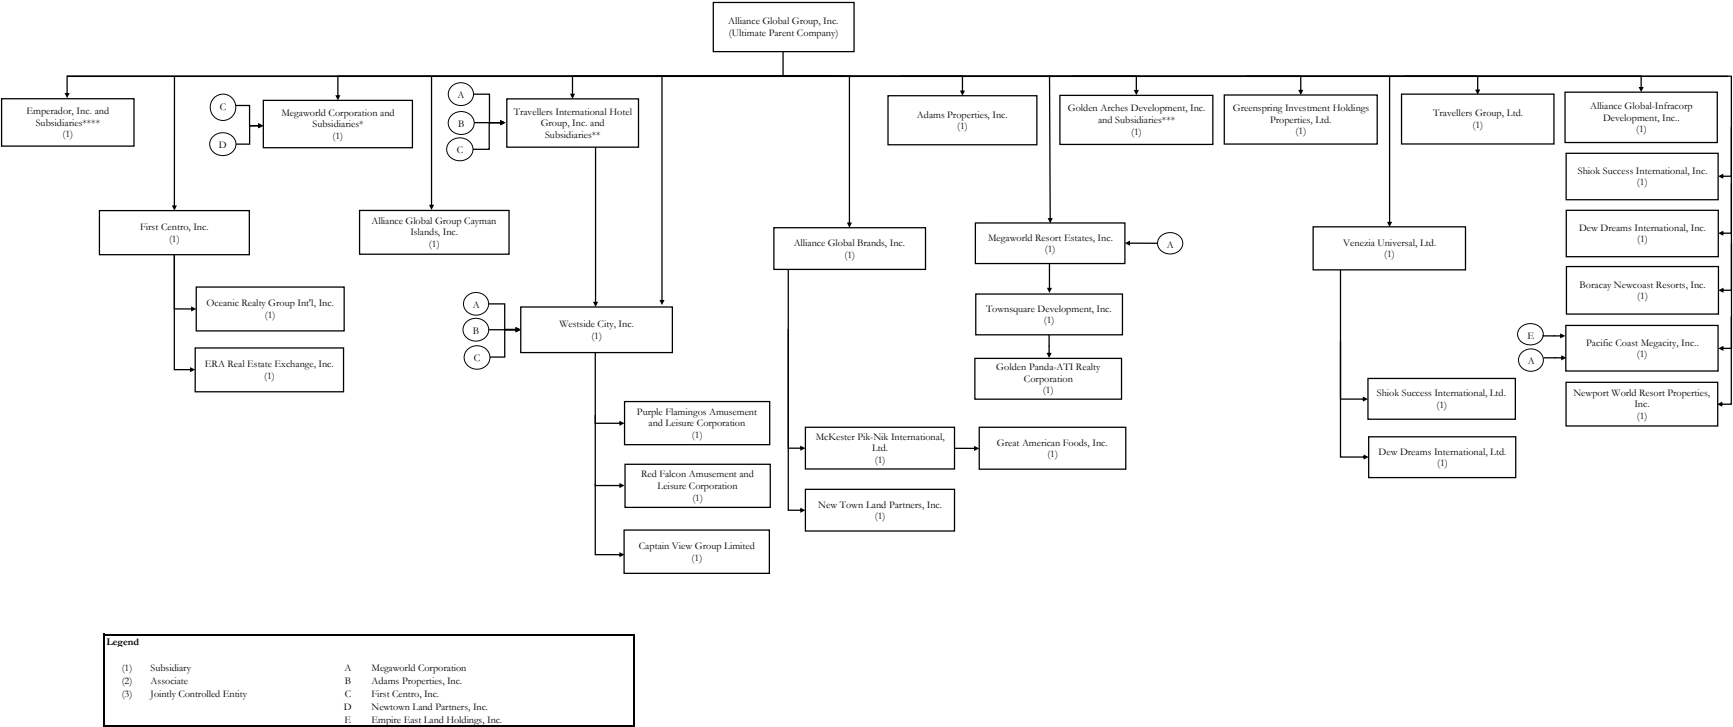 Alliance Global Group, Inc.
(Ultimate Parent Company)
Emperador, Inc. and
Subsidiaries****
(1)
C
D
Megaworld Corporation and
Subsidiaries*
(1)
A
B
C
Travellers International Hotel
Group, Inc. and
Subsidiaries**
Adams Properties, Inc.
(1)
Golden Arches Development, Inc.
and Subsidiaries***
(1)
Greenspring Investment Holdings
Properties, Ltd.
(1)
Travellers Group, Ltd.
(1)
Alliance Global-Infracorp
Development, Inc..
(1)
Shiok Success International, Inc.
(1)
Dew Dreams International, Inc.
(1)
Boracay Newcoast Resorts, Inc.
(1)
E
A
Pacific Coast Megacity, Inc..
(1)
Newport World Resort Properties,
Inc.
(1)
First Centro, Inc.
(1)
Oceanic Realty Group Int'l, Inc.
(1)
ERA Real Estate Exchange, Inc.
(1)
Alliance Global Group Cayman
Islands, Inc.
(1)
A
B
C
Westside City, Inc.
(1)
Purple Flamingos Amusement
and Leisure Corporation
(1)
Red Falcon Amusement and
Leisure Corporation
(1)
Captain View Group Limited
(1)
Alliance Global Brands, Inc.
(1)
McKester Pik-Nik International,
Ltd.
(1)
Great American Foods, Inc.
(1)
New Town Land Partners, Inc.
(1)
Megaworld Resort Estates, Inc.
(1)
A
Townsquare Development, Inc.
(1)
Golden Panda-ATI Realty
Corporation
(1)
Venezia Universal, Ltd.
(1)
Shiok Success International, Ltd.
(1)
Dew Dreams International, Ltd.
(1)
Legend
(1) Subsidiary A Megaworld Corporation
(2) Associate B Adams Properties, Inc.
(3) Jointly Controlled Entity C First Centro, Inc.
D Newtown Land Partners, Inc.
E Empire East Land Holdings, Inc.